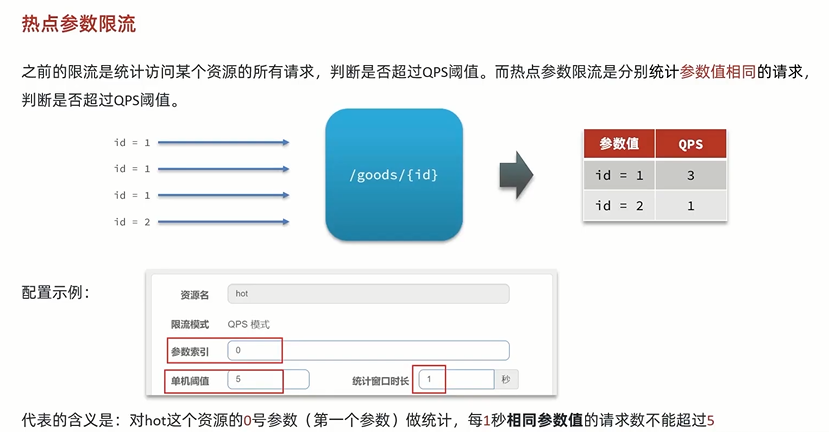 热点参数限流
之前的限流是统计访问某个资源的所有请求，判断是否超过QPS阈值。而热点参数限流是分别统计参数值相同的请求，
判断是否超过QPS阈值。
id = 1
id = 1
id = 1
id = 2
/goods/{id}
参数值 QPS
id = 1 3
id = 2 1
配置示例：
资源名 hot
限流模式 QPS 模式
参数索引 0
单机阈值 5 统计窗口时长 1 秒
代表的含义是：对hot这个资源的0号参数（第一个参数）做统计，每1秒相同参数值的请求数不能超过5